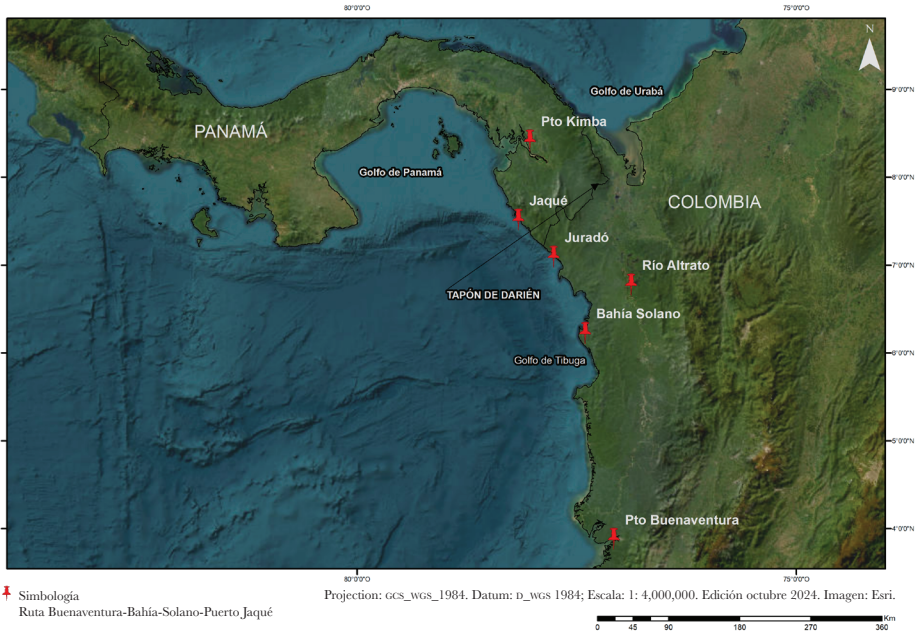 80°0'0"O
75°0'0"O
N
9°0'0"N
Golfo de Urabá
Pto Kimba
PANAMÁ
Golfo de Panamá
8°0'0"N
Jaqué
COLOMBIA
Juradó
7°0'0"N
Río Altrato
TAPÓN DE DARIÉN
Bahía Solano
6°0'0"N
Golfo de Tibuga
5°0'0"N
Pto Buenaventura
4°0'0"N
80°0'0"O
75°0'0"O
Simbología
Ruta Buenaventura-Bahía-Solano-Puerto Jaqué
Projection: GCS_WGS_1984. Datum: D_WGS 1984; Escala: 1: 4,000,000. Edición octubre 2024. Imagen: Esri.
Km
0 45 90 180 270 360